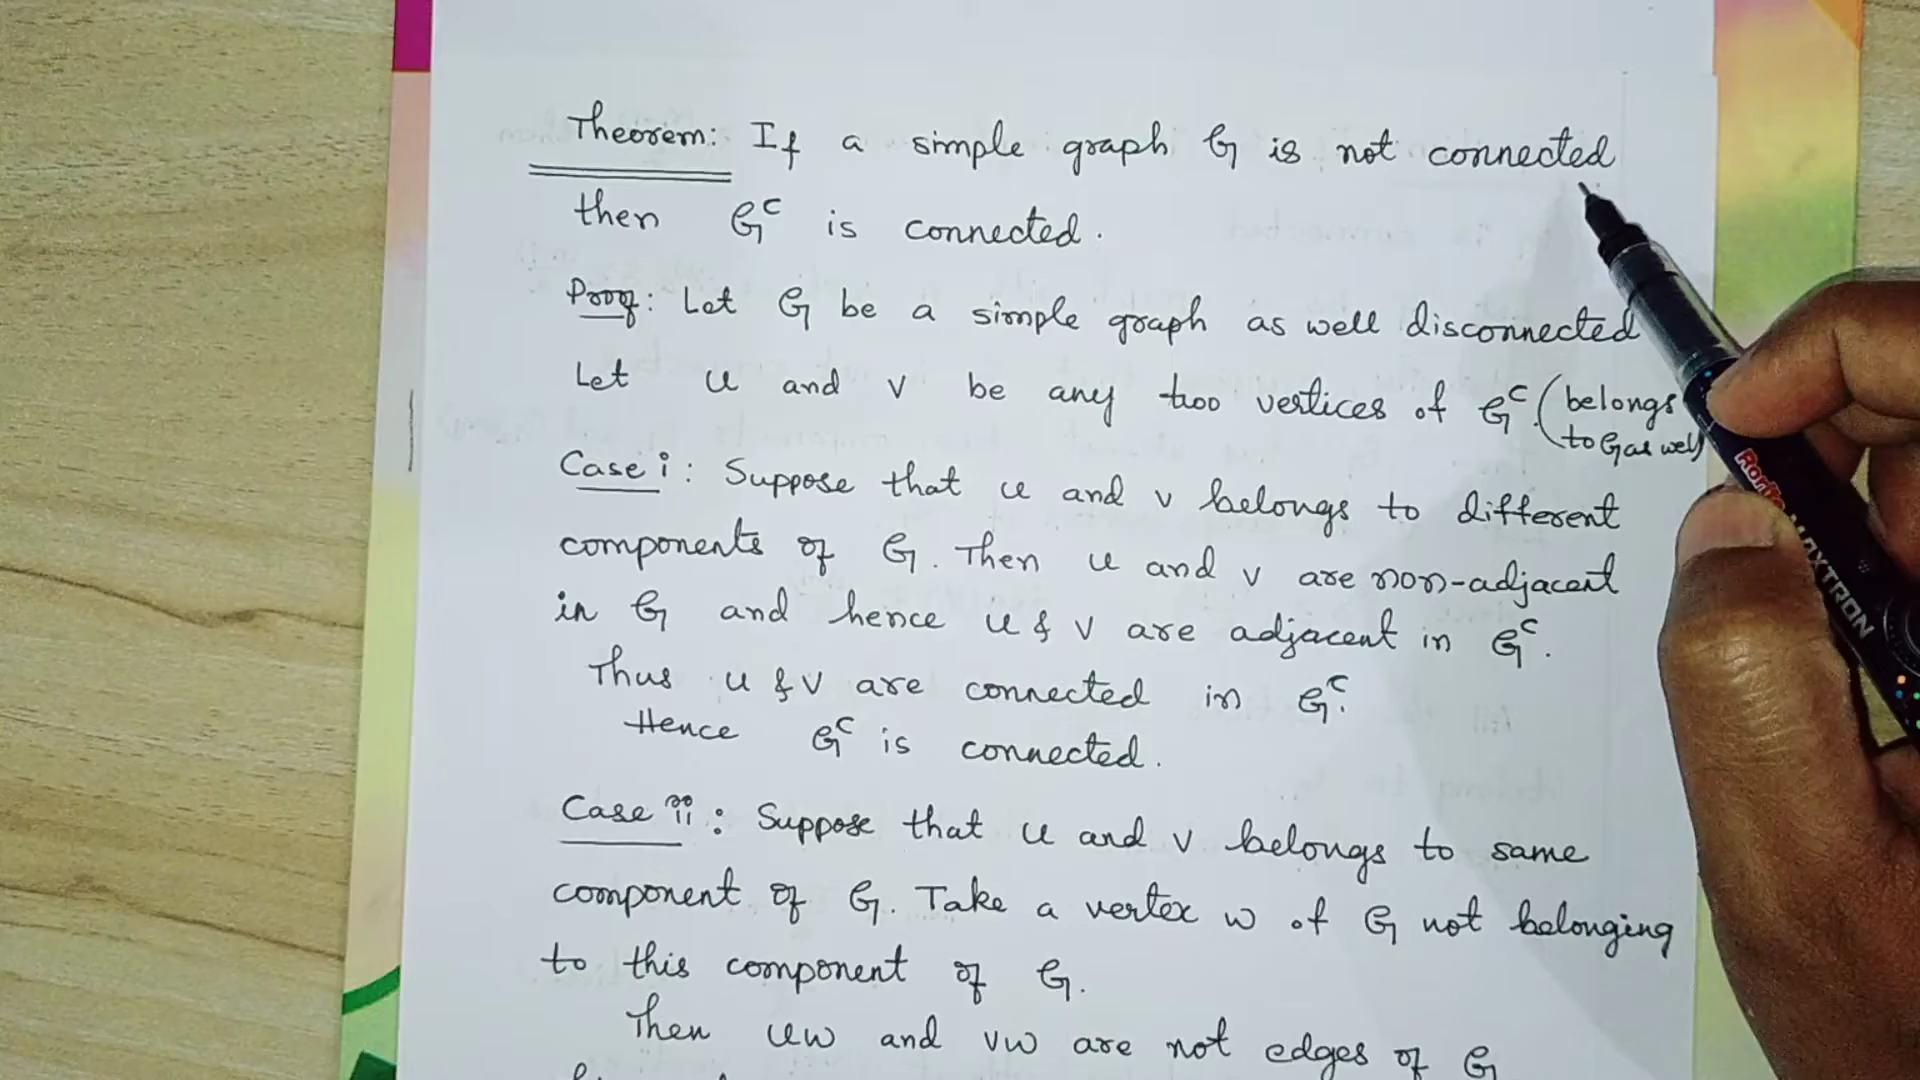 Theorem: If a simple graph G is not connected
then G^c is connected.
Proof: Let G be a simple graph as well disconnected
Let u and v be any two vertices of G^c. (belongs
to G as well)
Case i: Suppose that u and v belongs to different
components of G. Then u and v are non-adjacent
in G and hence u & v are adjacent in G^c.
Thus u & v are connected in G^c.
Hence G^c is connected.
Case ii: Suppose that u and v belongs to same
component of G. Take a vertex w of G not belonging
to this component of G.
Then uw and vw are not edges of G
MAXTRON